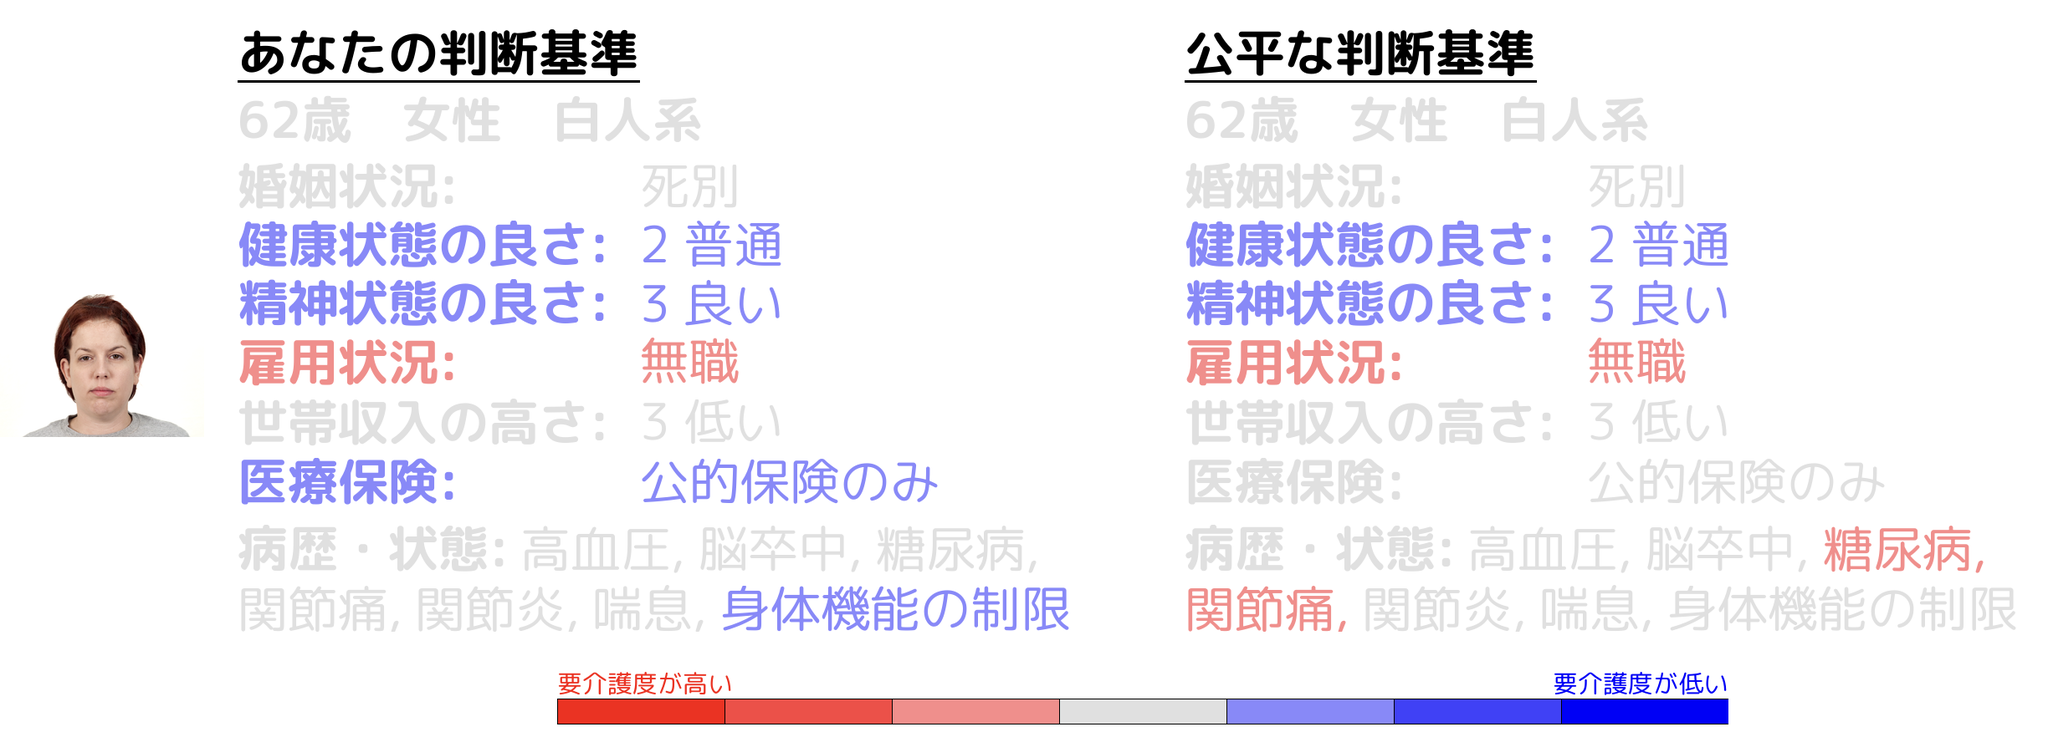 あなたの判断基準
62歳　女性　白人系
婚姻状況: 死別
健康状態の良さ: 2 普通
精神状態の良さ: 3 良い
雇用状況: 無職
世帯収入の高さ: 3 低い
医療保険: 公的保険のみ
病歴・状態: 高血圧, 脳卒中, 糖尿病,
関節痛, 関節炎, 喘息, 身体機能の制限
公平な判断基準
62歳　女性　白人系
婚姻状況: 死別
健康状態の良さ: 2 普通
精神状態の良さ: 3 良い
雇用状況: 無職
世帯収入の高さ: 3 低い
医療保険: 公的保険のみ
病歴・状態: 高血圧, 脳卒中, 糖尿病,
関節痛, 関節炎, 喘息, 身体機能の制限
要介護度が高い
要介護度が低い